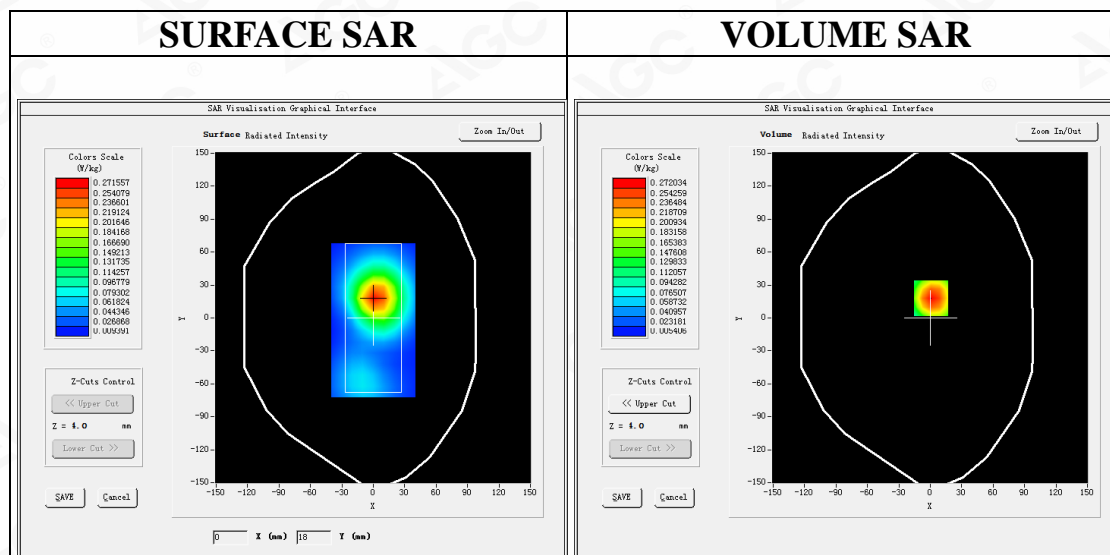 SURFACE SAR
VOLUME SAR
SAR Visualisation Graphical Interface
Surface Radiated Intensity
Zoom In/Out
Colors Scale
(W/kg)
0.271557
0.254079
0.236601
0.219124
0.201646
0.184168
0.166690
0.149213
0.131735
0.114257
0.096779
0.079302
0.061824
0.044346
0.026868
0.009391
150
120
90
60
30
0
-30
-60
-90
-120
-150
Y
-150 -120 -90 -60 -30 0 30 60 90 120 150
X
Z-Cuts Control
<< Upper Cut
Z = 4.0 mm
Lower Cut >>
SAVE Cancel
0 X (mm) 18 Y (mm)
SAR Visualisation Graphical Interface
Volume Radiated Intensity
Zoom In/Out
Colors Scale
(W/kg)
0.272034
0.254259
0.236484
0.218709
0.200934
0.183158
0.165383
0.147608
0.129833
0.112057
0.094282
0.076507
0.058732
0.040957
0.023181
0.005406
150
120
90
60
30
0
-30
-60
-90
-120
-150
Y
-150 -120 -90 -60 -30 0 30 60 90 120 150
X
Z-Cuts Control
<< Upper Cut
Z = 4.0 mm
Lower Cut >>
SAVE Cancel